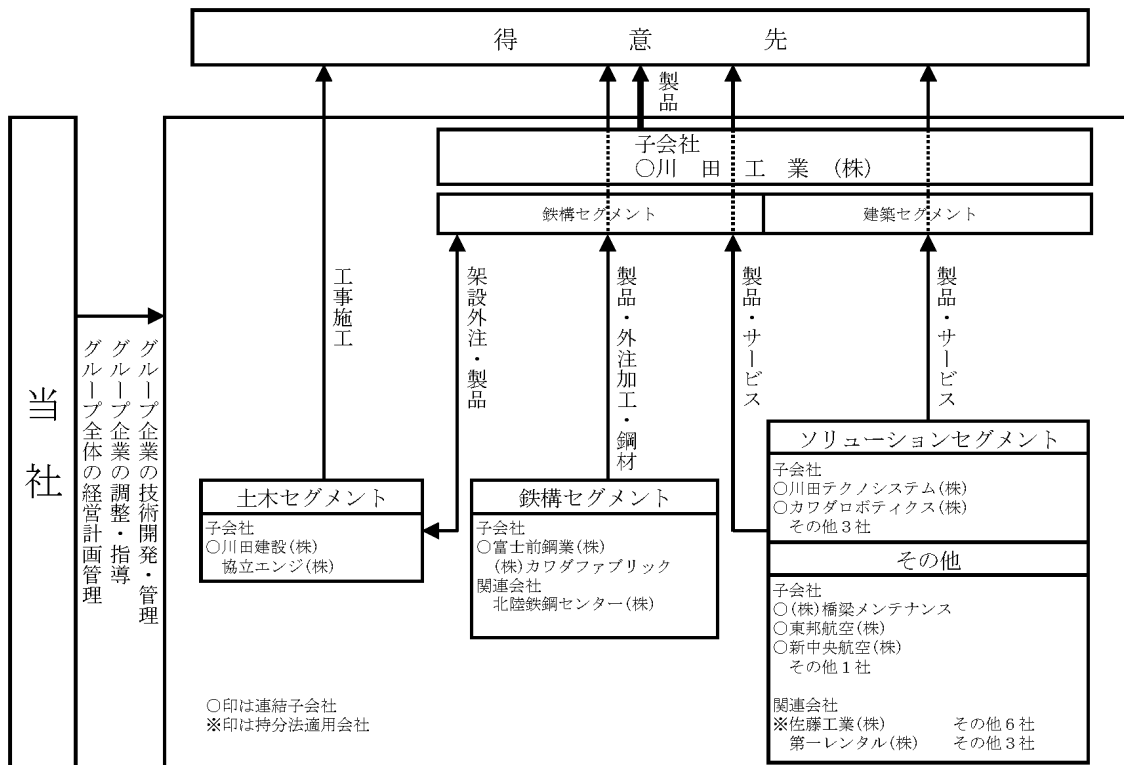 得　意　先
製品
子会社
○川　田　工　業　(株)
鉄構セグメント
建築セグメント
工事施工
架設外注・製品
製品・外注加工・鋼材
製品・サービス
製品・サービス
当社
グループ企業の技術開発・管理
グループ企業の調整・指導
グループ全体の経営計画管理
土木セグメント
子会社
○川田建設(株)
協立エンジ(株)
鉄構セグメント
子会社
○富士前鋼業(株)
(株)カワダファブリック
関連会社
北陸鉄鋼センター(株)
ソリューションセグメント
子会社
○川田テクノシステム(株)
○カワダロボティクス(株)
その他3社
その他
子会社
○(株)橋梁メンテナンス
○東邦航空(株)
○新中央航空(株)
その他1社
関連会社
※佐藤工業(株)　その他6社
第一レンタル(株)　その他3社
○印は連結子会社
※印は持分法適用会社